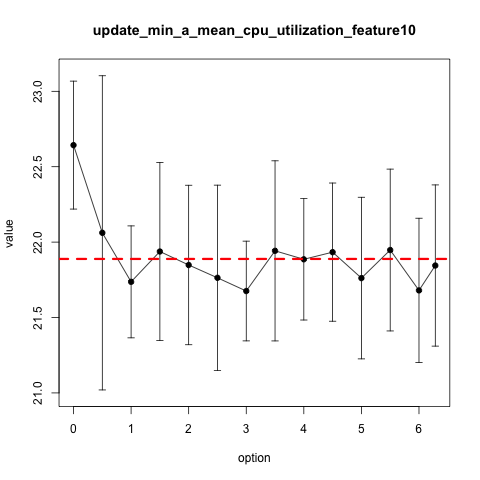 update_min_a_mean_cpu_utilization_feature10
value
23.0
22.5
22.0
21.5
21.0
0 1 2 3 4 5 6
option